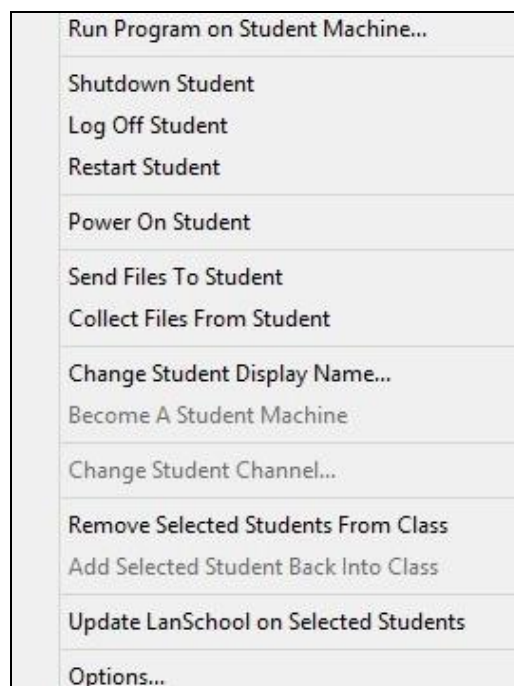 Run Program on Student Machine...
Shutdown Student
Log Off Student
Restart Student
Power On Student
Send Files To Student
Collect Files From Student
Change Student Display Name...
Become A Student Machine
Change Student Channel...
Remove Selected Students From Class
Add Selected Student Back Into Class
Update LanSchool on Selected Students
Options...